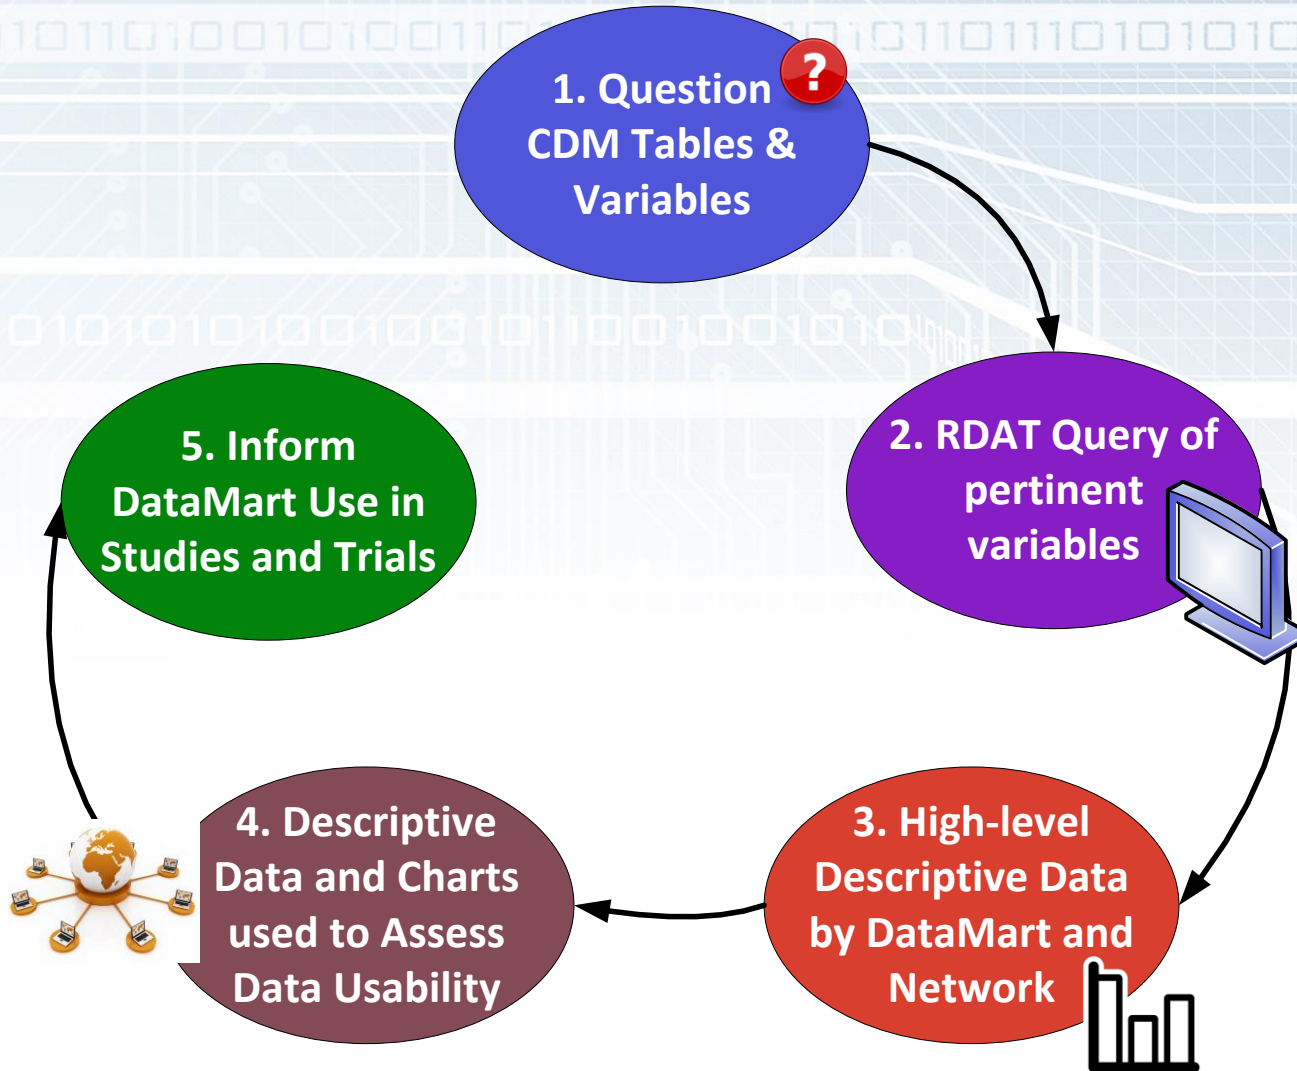 1. Question
CDM Tables &
Variables
?
2. RDAT Query of
pertinent
variables
3. High-level
Descriptive Data
by DataMart and
Network
4. Descriptive
Data and Charts
used to Assess
Data Usability
5. Inform
DataMart Use in
Studies and Trials